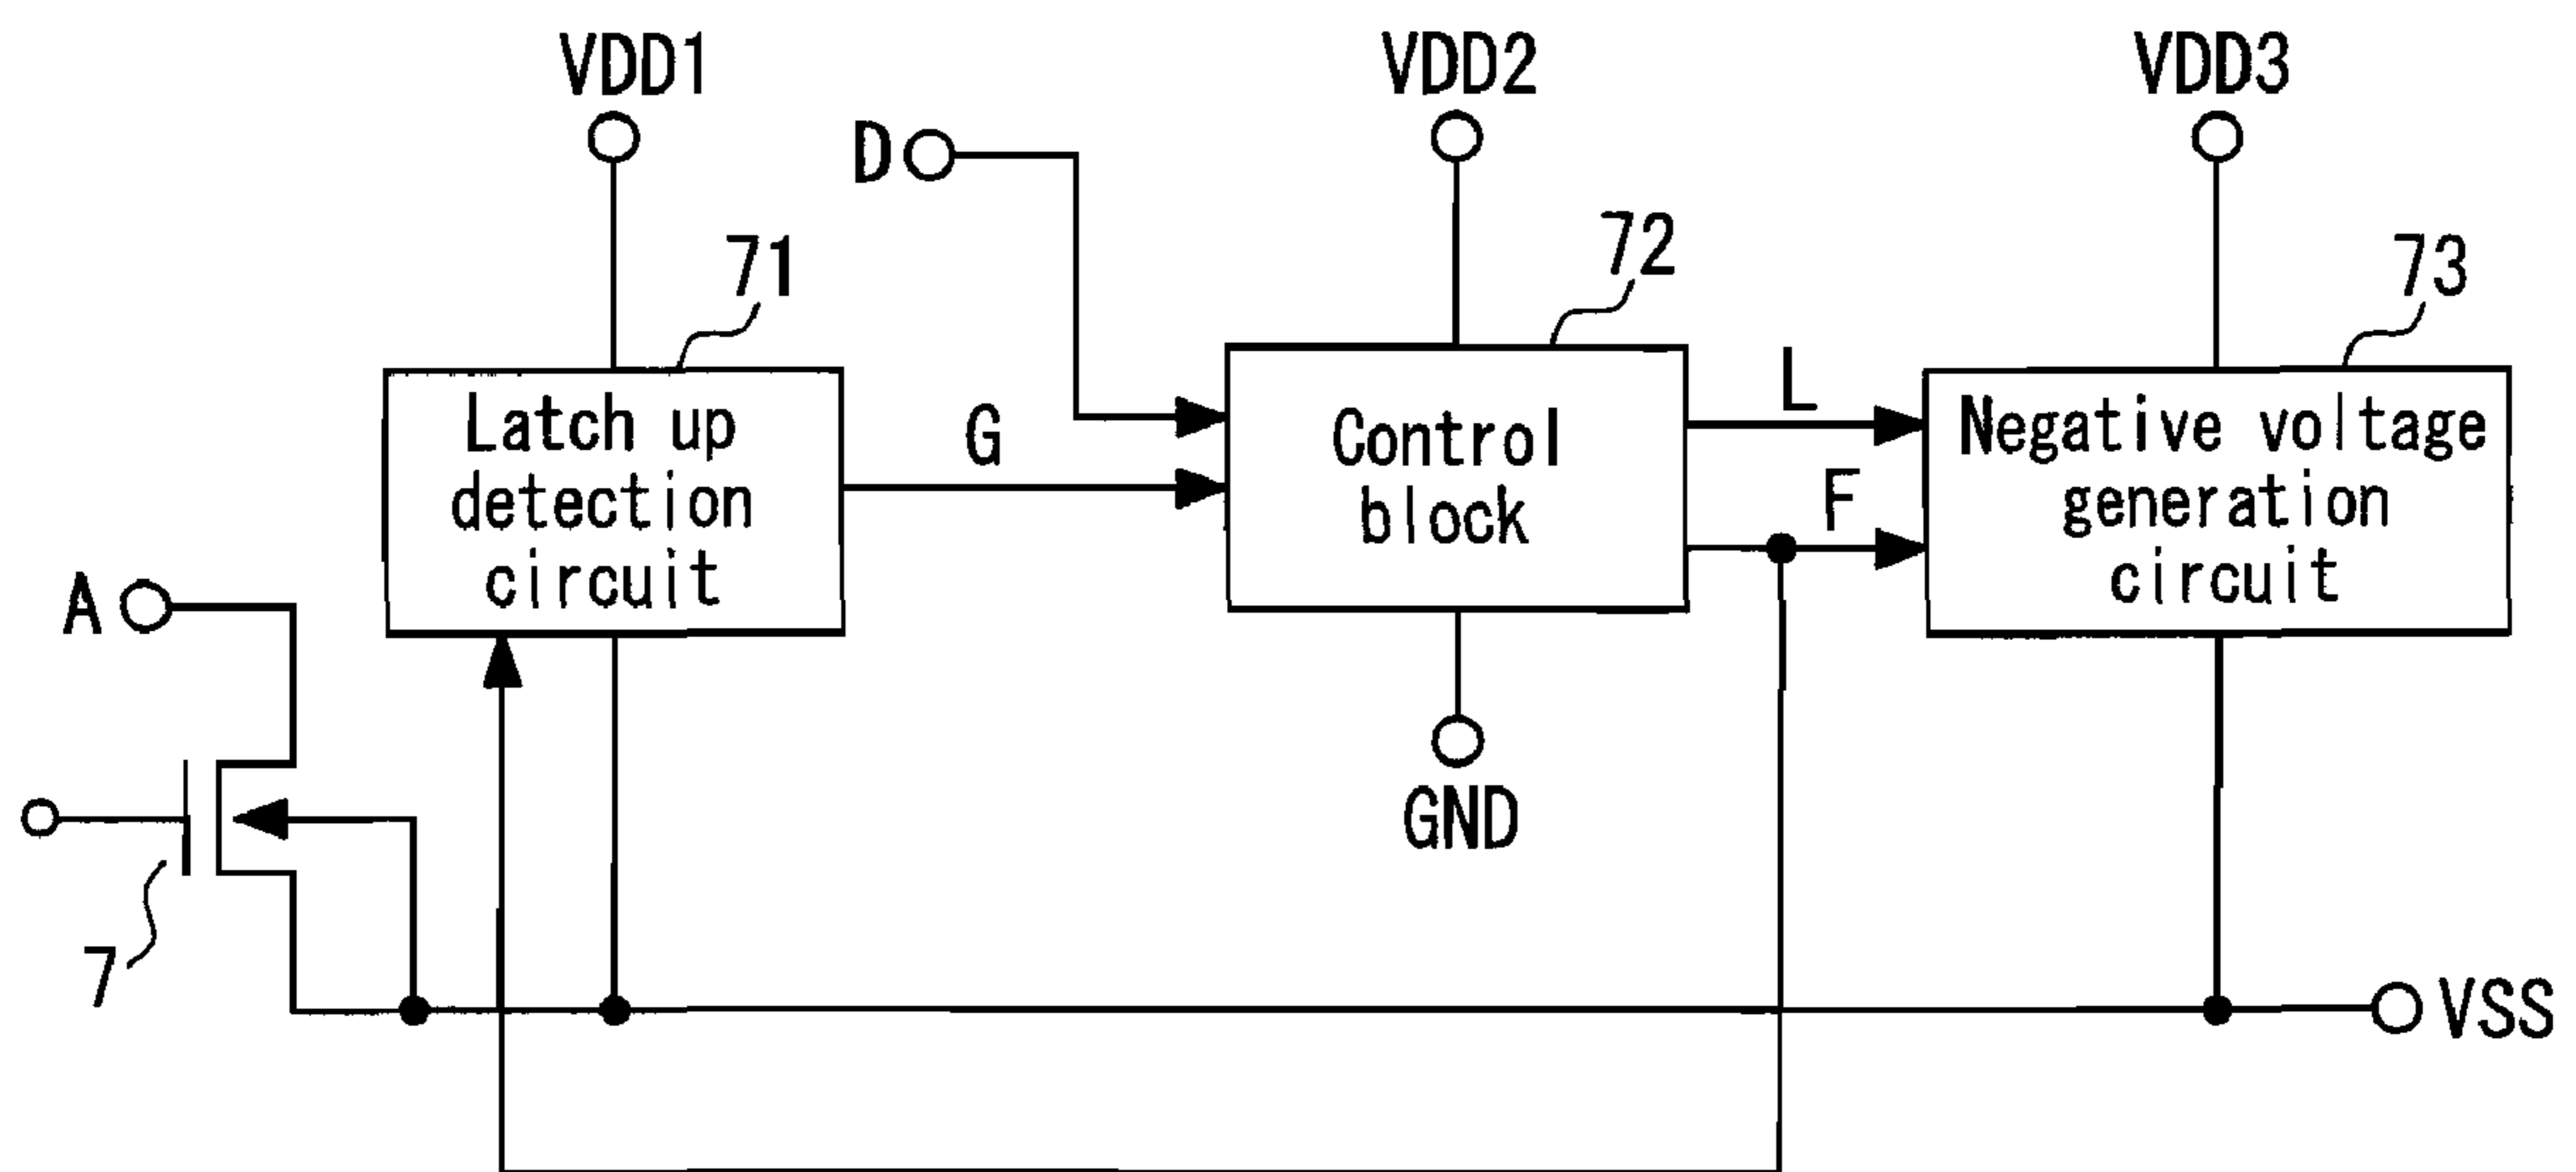 VDD1
VDD2
VDD3
D
71
72
73
Latch up
detection
circuit
G
Control
block
L
F
Negative voltage
generation
circuit
A
GND
7
VSS